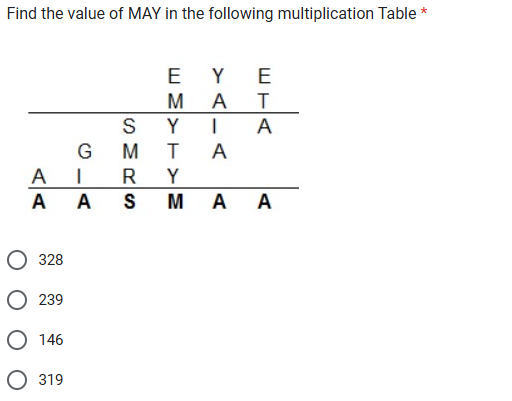 Find the value of MAY in the following multiplication Table *
E Y E
M A T
S Y I A
G M T A
A I R Y
A A S M A A
328
239
146
319